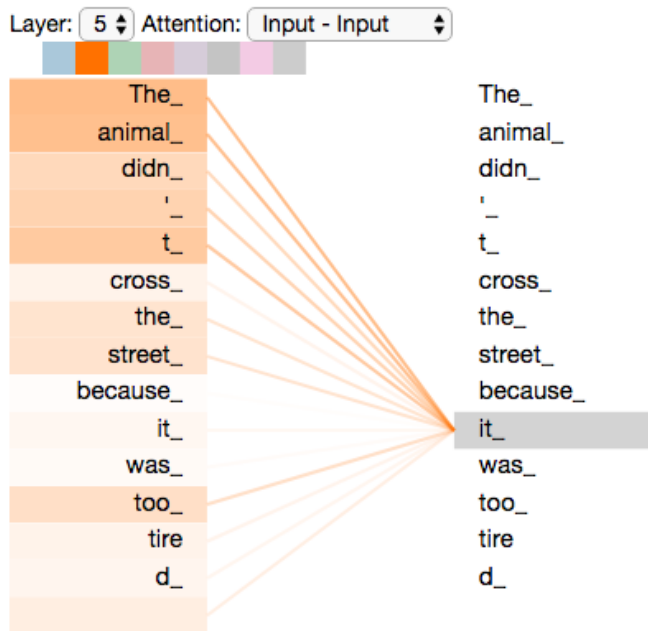 Layer: 5 Attention: Input - Input
The_ The_
animal_ animal_
didn_ didn_
'_ '_
t_ t_
cross_ cross_
the_ the_
street_ street_
because_ because_
it_ it_
was_ was_
too_ too_
tire tire
d_ d_